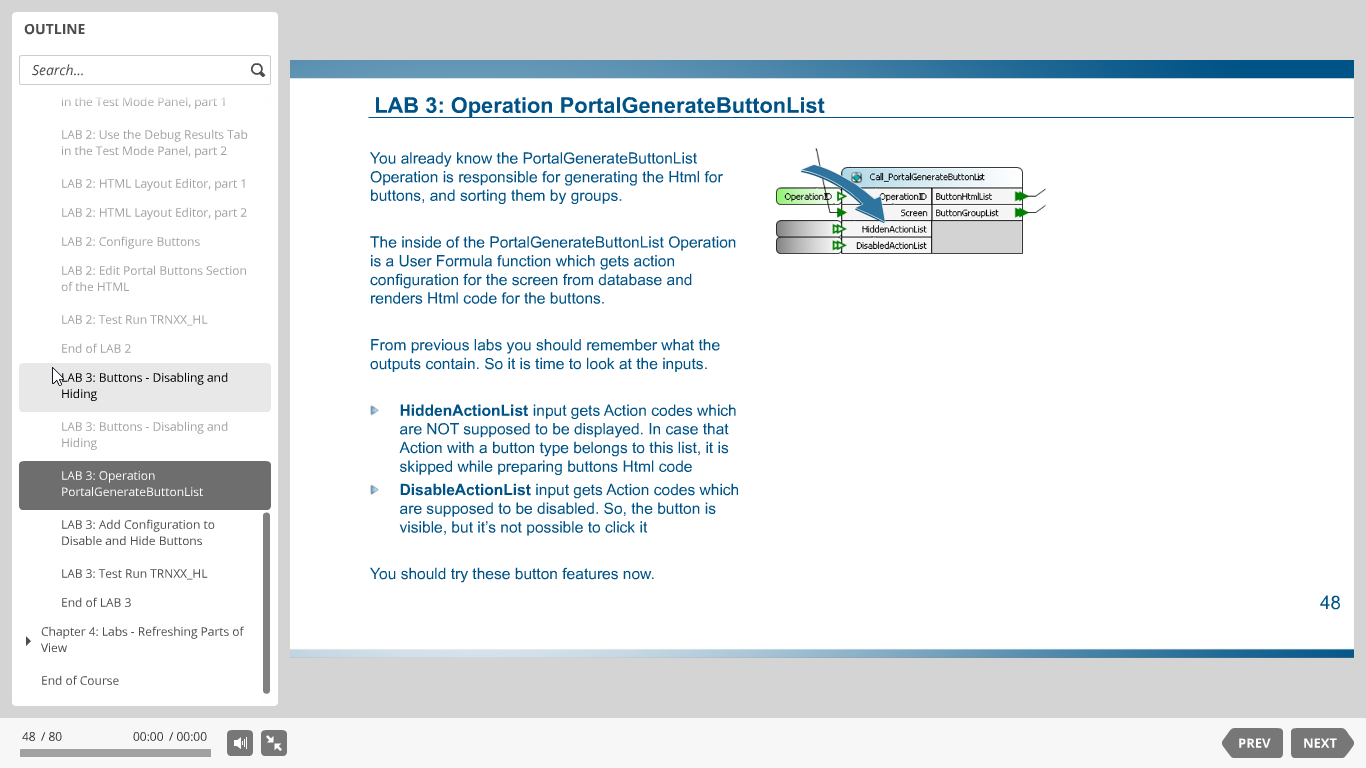 OUTLINE
Search...
in the Test Mode Panel, part 1
LAB 2: Use the Debug Results Tab
in the Test Mode Panel, part 2
LAB 2: HTML Layout Editor, part 1
LAB 2: HTML Layout Editor, part 2
LAB 2: Configure Buttons
LAB 2: Edit Portal Buttons Section
of the HTML
LAB 2: Test Run TRNXX_HL
End of LAB 2
LAB 3: Buttons - Disabling and
Hiding
LAB 3: Buttons - Disabling and
Hiding
LAB 3: Operation
PortalGenerateButtonList
LAB 3: Add Configuration to
Disable and Hide Buttons
LAB 3: Test Run TRNXX_HL
End of LAB 3
Chapter 4: Labs - Refreshing Parts of
View
End of Course
LAB 3: Operation PortalGenerateButtonList
You already know the PortalGenerateButtonList
Operation is responsible for generating the Html for
buttons, and sorting them by groups.
The inside of the PortalGenerateButtonList Operation
is a User Formula function which gets action
configuration for the screen from database and
renders Html code for the buttons.
From previous labs you should remember what the
outputs contain. So it is time to look at the inputs.
HiddenActionList input gets Action codes which
are NOT supposed to be displayed. In case that
Action with a button type belongs to this list, it is
skipped while preparing buttons Html code
DisableActionList input gets Action codes which
are supposed to be disabled. So, the button is
visible, but it's not possible to click it
You should try these button features now.
Call_PortalGenerateButtonList
OperationID OperationID ButtonHtmlList
Screen ButtonGroupList
HiddenActionList
DisabledActionList
48
48 / 80 00:00 / 00:00
PREV NEXT